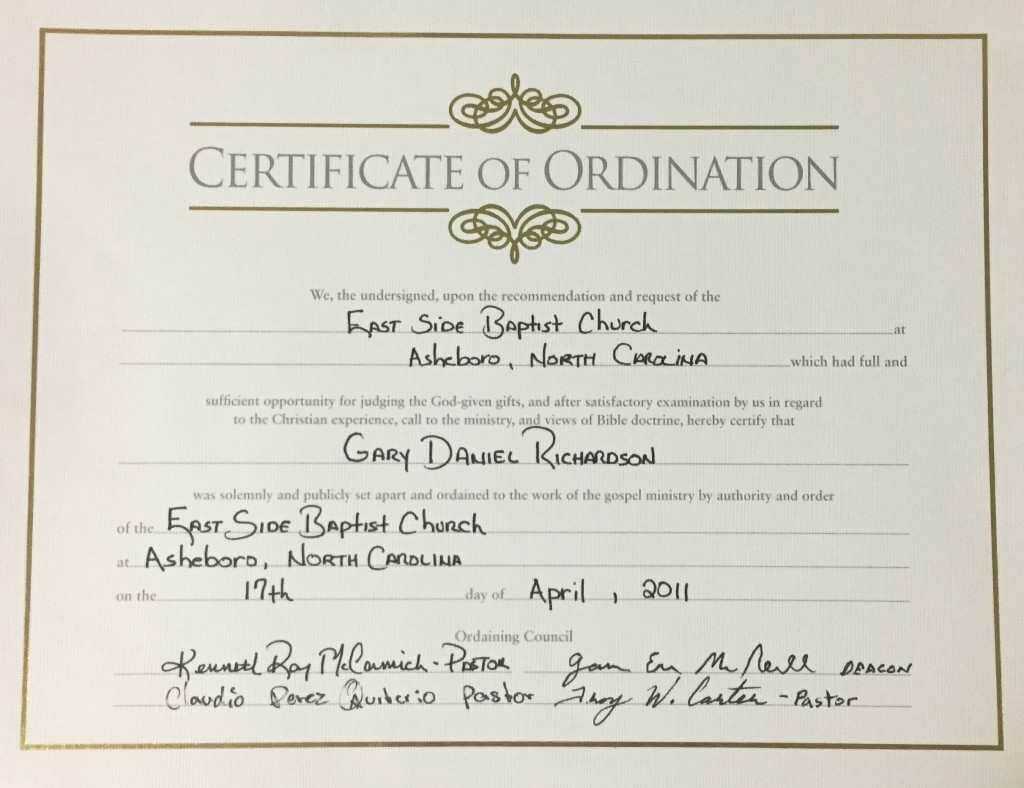 CERTIFICATE OF ORDINATION
We, the undersigned, upon the recommendation and request of the
East Side Baptist Church at
Asheboro, North Carolina which had full and
sufficient opportunity for judging the God-given gifts, and after satisfactory examination by us in regard
to the Christian experience, call to the ministry, and views of Bible doctrine, hereby certify that
Gary Daniel Richardson
was solemnly and publicly set apart and ordained to the work of the gospel ministry by authority and order
of the East Side Baptist Church
at Asheboro, North Carolina
on the 17th day of April, 2011
Ordaining Council
Kenneth Ray McCormick - Pastor McNeill DEACON
Claudio Perez Quiterio Pastor Troy W. Carter - Pastor